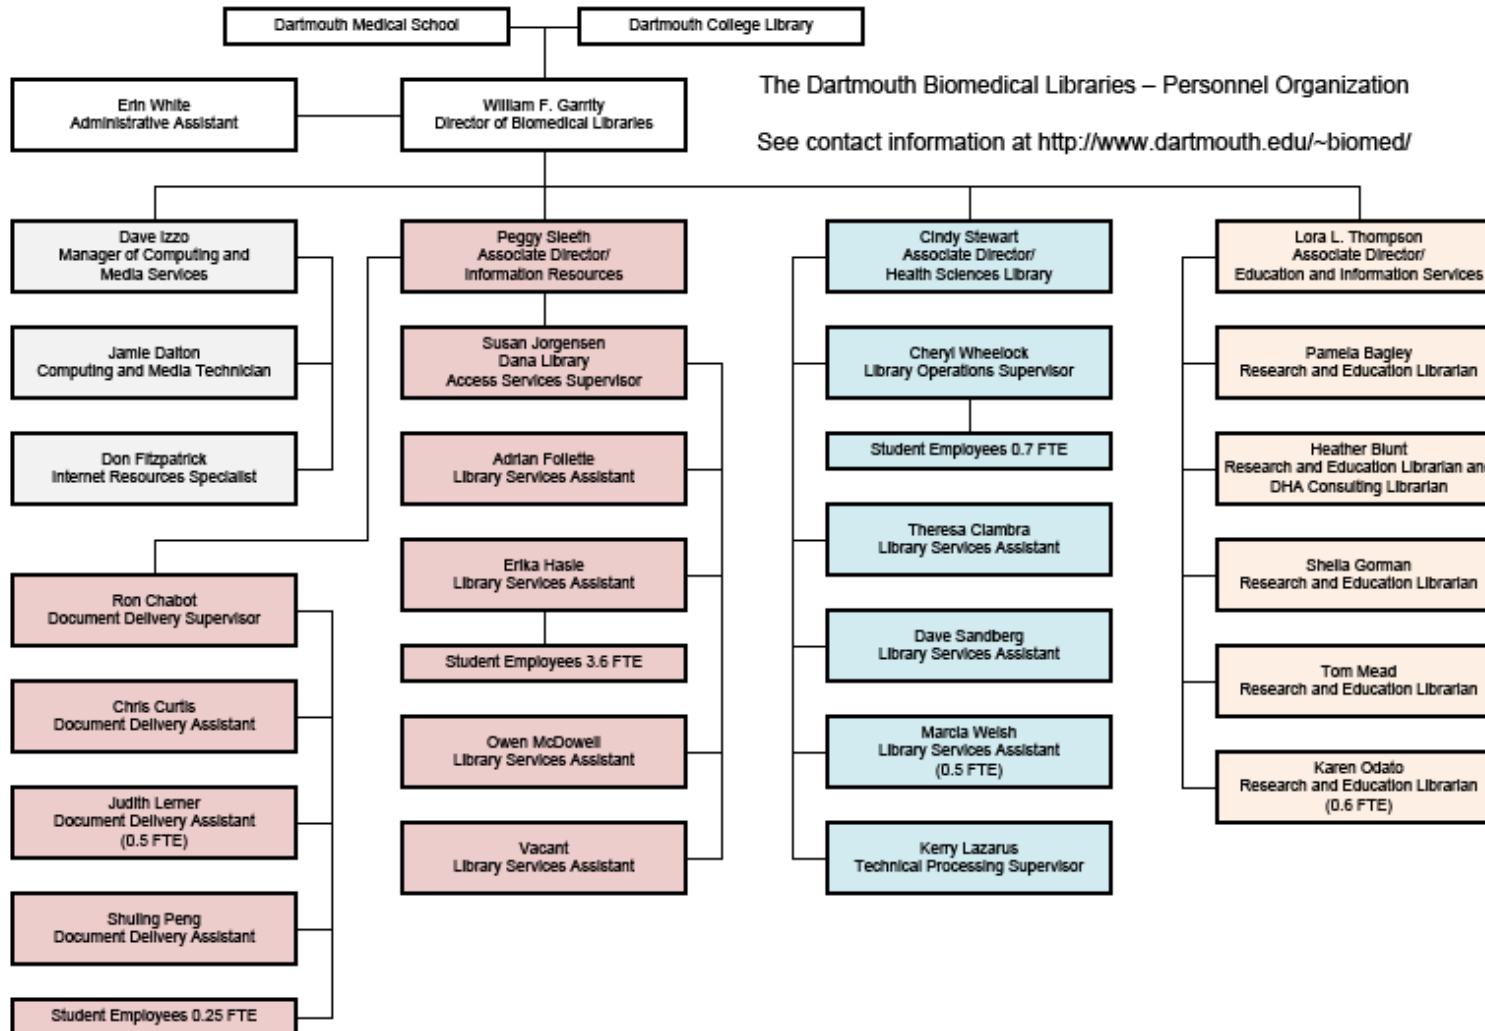 Dartmouth Medical School
Dartmouth College Library
The Dartmouth Biomedical Libraries – Personnel Organization
See contact information at http://www.dartmouth.edu/~biomed/
Erin White
Administrative Assistant
William F. Garrity
Director of Biomedical Libraries
Dave Izzo
Manager of Computing and
Media Services
Jamie Dalton
Computing and Media Technician
Don Fitzpatrick
Internet Resources Specialist
Peggy Sleeth
Associate Director/
Information Resources
Susan Jorgensen
Dana Library
Access Services Supervisor
Adrian Follette
Library Services Assistant
Erika Hasle
Library Services Assistant
Student Employees 3.6 FTE
Owen McDowell
Library Services Assistant
Vacant
Library Services Assistant
Ron Chabot
Document Delivery Supervisor
Chris Curtis
Document Delivery Assistant
Judith Lerner
Document Delivery Assistant
(0.5 FTE)
Shuling Peng
Document Delivery Assistant
Student Employees 0.25 FTE
Cindy Stewart
Associate Director/
Health Sciences Library
Cheryl Wheelock
Library Operations Supervisor
Student Employees 0.7 FTE
Theresa Ciambra
Library Services Assistant
Dave Sandberg
Library Services Assistant
Marcia Welsh
Library Services Assistant
(0.5 FTE)
Kerry Lazarus
Technical Processing Supervisor
Lora L. Thompson
Associate Director/
Education and Information Services
Pamela Bagley
Research and Education Librarian
Heather Blunt
Research and Education Librarian and
DHA Consulting Librarian
Sheila Gorman
Research and Education Librarian
Tom Mead
Research and Education Librarian
Karen Odato
Research and Education Librarian
(0.6 FTE)